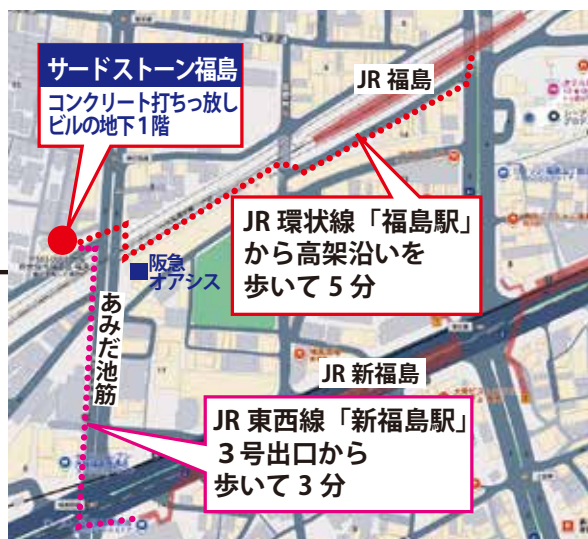 サードストーン福島
コンクリート打ちっ放し
ビルの地下1階
JR 福島
JR 環状線「福島駅」
から高架沿いを
歩いて 5 分
阪急
オアシス
あみだ池筋
JR 新福島
JR 東西線「新福島駅」
３号出口から
歩いて 3 分